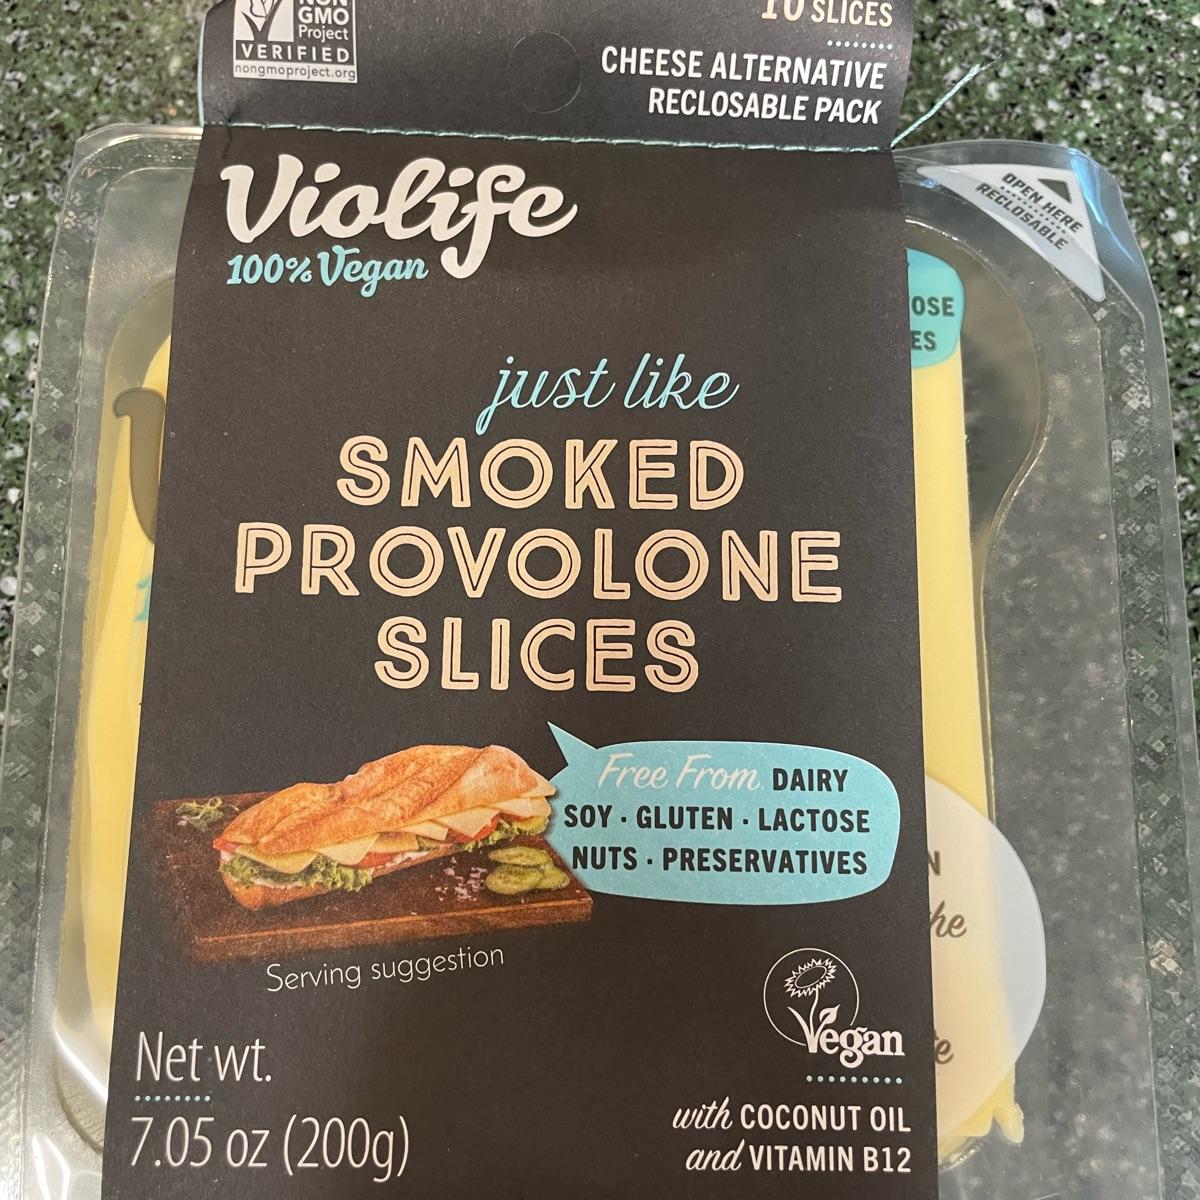 NON
GMO
Project
VERIFIED
nongmoproject.org
10 SLICES
CHEESE ALTERNATIVE
RECLOSABLE PACK
Violife
100% Vegan
OPEN HERE
RECLOSABLE
just like
SMOKED
PROVOLONE
SLICES
Free From DAIRY
SOY · GLUTEN · LACTOSE
NUTS · PRESERVATIVES
Serving suggestion
Vegan
Net wt.
7.05 oz (200g)
with COCONUT OIL
and VITAMIN B12